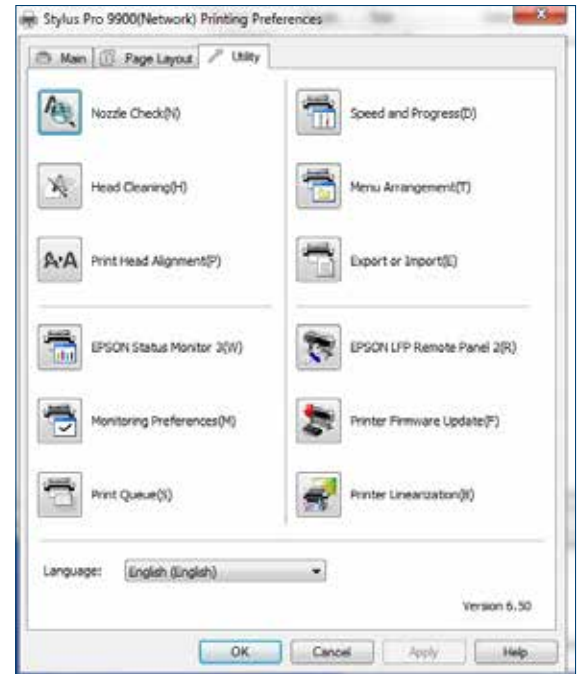 Stylus Pro 9900(Network) Printing Preferences
Main
Page Layout
Utility
Nozzle Check(N)
Speed and Progress(D)
Head Cleaning(H)
Menu Arrangement(T)
A·A
Print Head Alignment(P)
Export or Import(E)
EPSON Status Monitor 3(W)
EPSON LFP Remote Panel 2(R)
Monitoring Preferences(M)
Printer Firmware Update(F)
Print Queue(S)
Printer Linearization(B)
Language:
English (English)
Version 6.50
OK
Cancel
Apply
Help